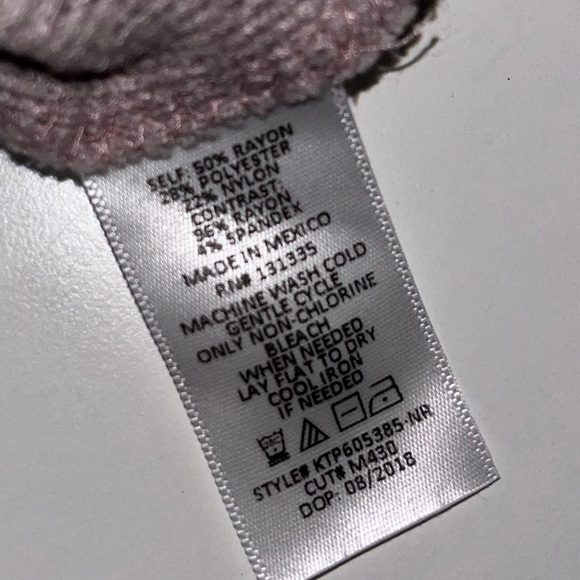 SELF: 50% RAYON
28% POLYESTER
22% NYLON
CONTRAST:
96% RAYON
4% SPANDEX
MADE IN MEXICO
RN# 131335
MACHINE WASH COLD
GENTLE CYCLE
ONLY NON-CHLORINE
BLEACH
WHEN NEEDED
LAY FLAT TO DRY
COOL IRON
IF NEEDED
STYLE# KTP605385-NR
CUT# M430
DOP: 08/2018